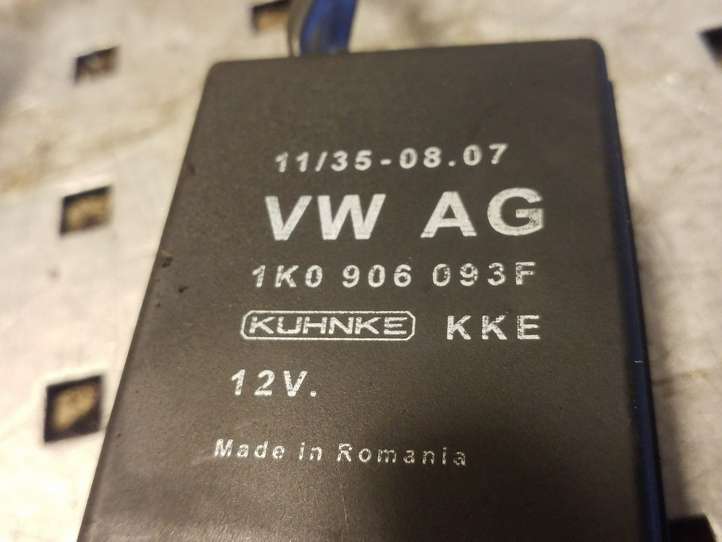 11/35-08.07
VW AG
1K0 906 093F
KUHNKE KKE
12V.
Made in Romania